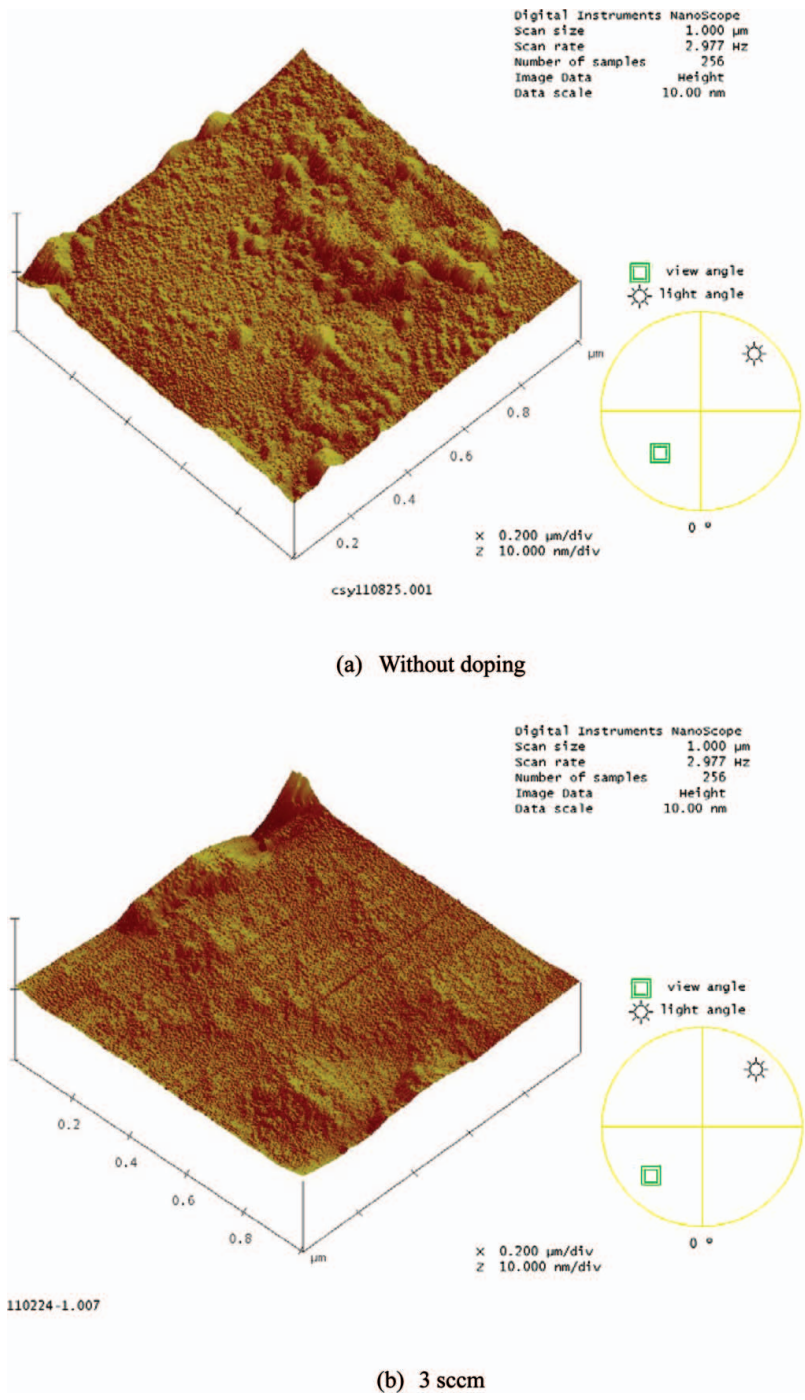 Digital Instruments NanoScope
Scan size 1.000 µm
Scan rate 2.977 Hz
Number of samples 256
Image Data Height
Data scale 10.00 nm
view angle
light angle
µm
0.8
0.6
0.4
0.2
X 0.200 µm/div
Z 10.000 nm/div
0 º
csy110825.001
(a) Without doping
Digital Instruments NanoScope
Scan size 1.000 µm
Scan rate 2.977 Hz
Number of samples 256
Image Data Height
Data scale 10.00 nm
view angle
light angle
0.2
0.4
0.6
0.8
µm
X 0.200 µm/div
Z 10.000 nm/div
0 º
110224-1.007
(b) 3 sccm